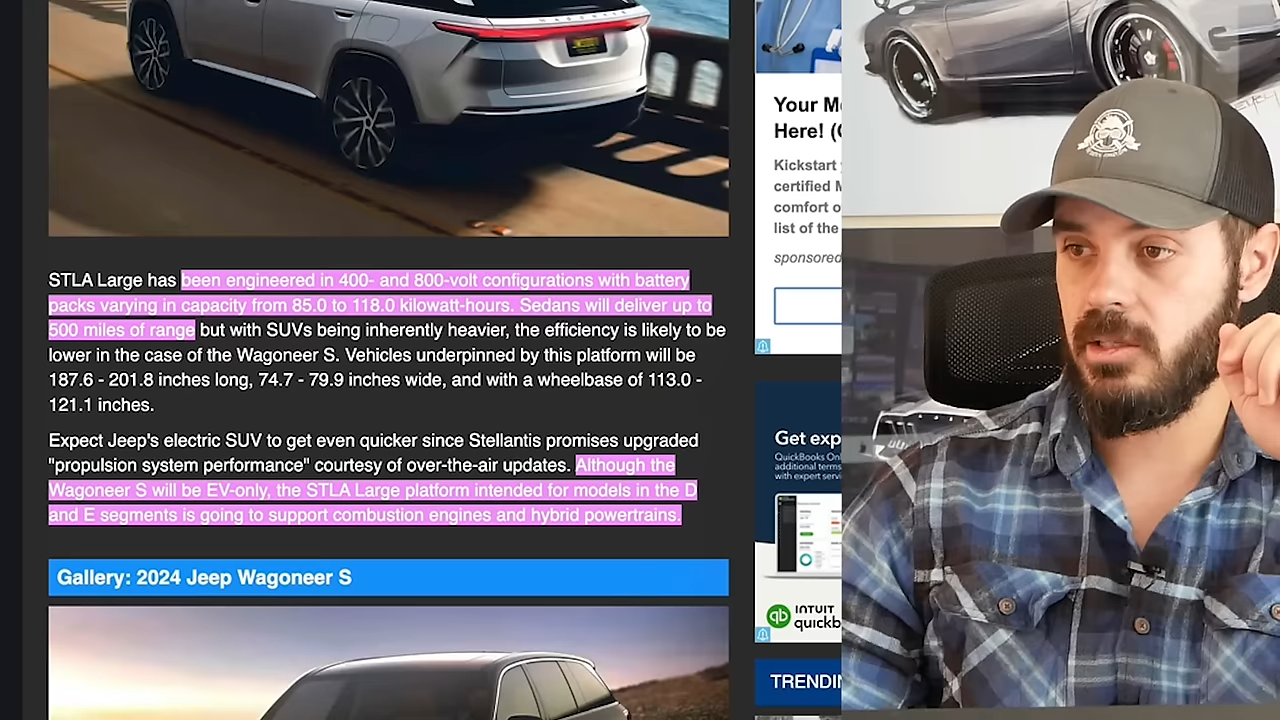 STLA Large has been engineered in 400- and 800-volt configurations with battery
packs varying in capacity from 85.0 to 118.0 kilowatt-hours. Sedans will deliver up to
500 miles of range but with SUVs being inherently heavier, the efficiency is likely to be
lower in the case of the Wagoneer S. Vehicles underpinned by this platform will be
187.6 - 201.8 inches long, 74.7 - 79.9 inches wide, and with a wheelbase of 113.0 -
121.1 inches.
Expect Jeep's electric SUV to get even quicker since Stellantis promises upgraded
"propulsion system performance" courtesy of over-the-air updates. Although the
Wagoneer S will be EV-only, the STLA Large platform intended for models in the D
and E segments is going to support combustion engines and hybrid powertrains.
Gallery: 2024 Jeep Wagoneer S
Your M
Here! (
Kickstart
certified M
comfort o
list of the
sponsored
Get exp
QuickBooks Onl
additional terms
with expert servi
INTUIT
quickb
TRENDIN